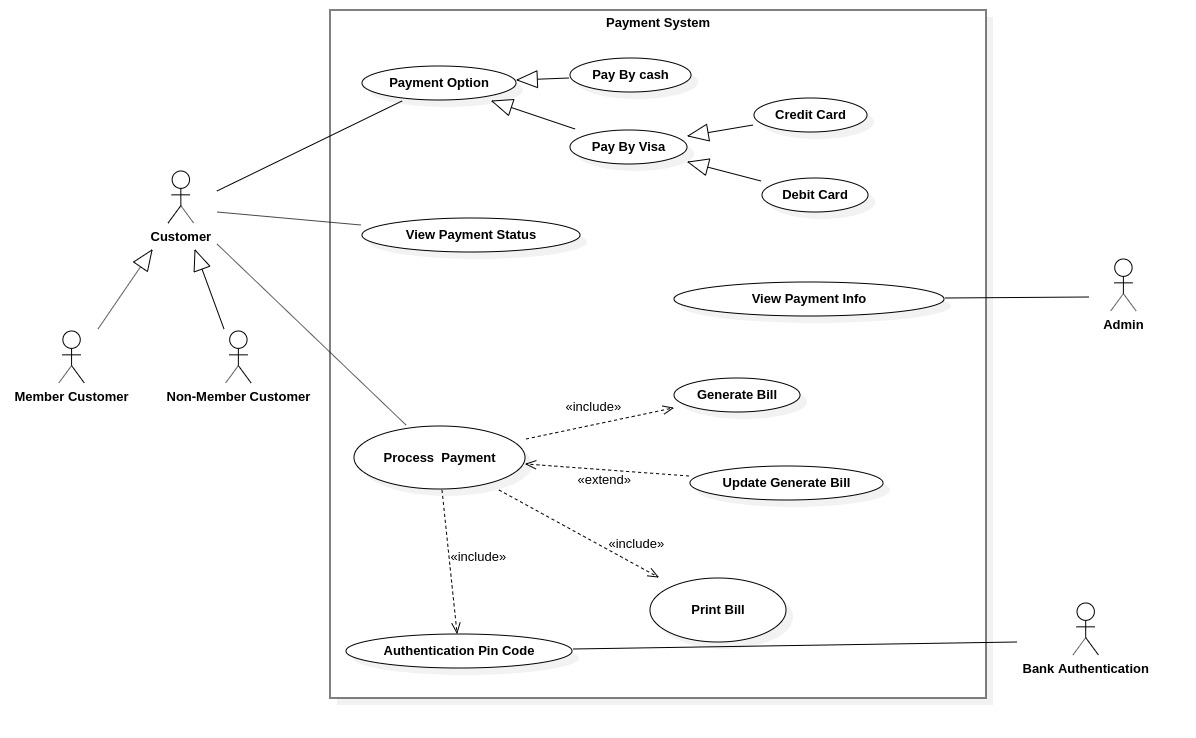 Payment System
Payment Option
Pay By cash
Credit Card
Pay By Visa
Debit Card
Customer
View Payment Status
View Payment Info
Admin
Member Customer
Non-Member Customer
Generate Bill
«include»
Process  Payment
Update Generate Bill
«extend»
«include»
«include»
Print Bill
Authentication Pin Code
Bank Authentication